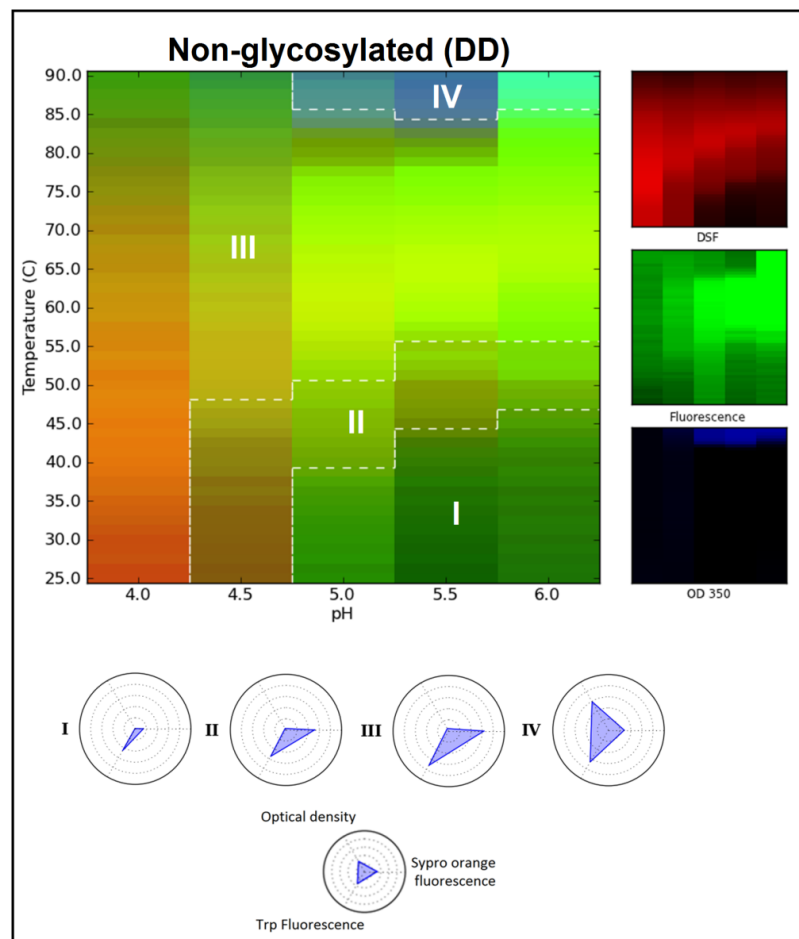 Non-glycosylated (DD)
90.0
85.0
80.0
75.0
70.0
65.0
60.0
55.0
50.0
45.0
40.0
35.0
30.0
25.0
Temperature (C)
IV
III
II
I
4.0 4.5 5.0 5.5 6.0
pH
DSF
Fluorescence
OD 350
I II III IV
Optical density
Sypro orange
fluorescence
Trp Fluorescence